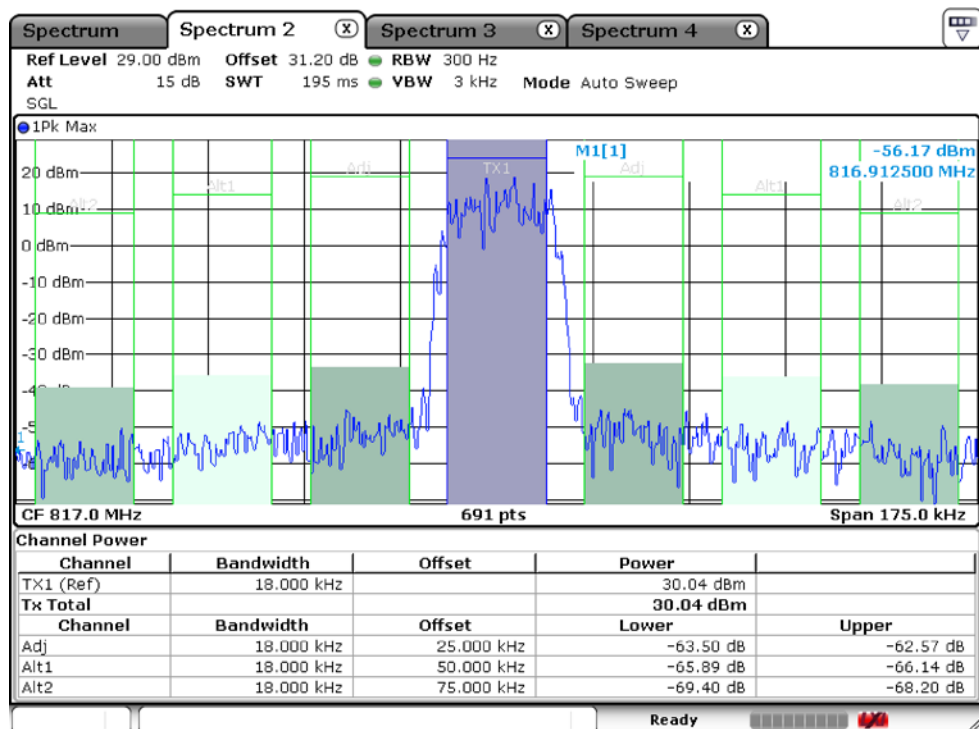 Spectrum Spectrum 2 X Spectrum 3 X Spectrum 4 X
Ref Level 29.00 dBm Offset 31.20 dB RBW 300 Hz
Att 15 dB SWT 195 ms VBW 3 kHz Mode Auto Sweep
SGL
1Pk Max
M1[1] -56.17 dBm
816.912500 MHz
20 dBm
Adj TX1 Adj
Alt1 Alt1
10 dBm
Alt2 Alt2
0 dBm
-10 dBm
-20 dBm
-30 dBm
1
CF 817.0 MHz 691 pts Span 175.0 kHz
Channel Power
Channel Bandwidth Offset Power
TX1 (Ref) 18.000 kHz 30.04 dBm
Tx Total 30.04 dBm
Channel Bandwidth Offset Lower Upper
Adj 18.000 kHz 25.000 kHz -63.50 dB -62.57 dB
Alt1 18.000 kHz 50.000 kHz -65.89 dB -66.14 dB
Alt2 18.000 kHz 75.000 kHz -69.40 dB -68.20 dB
Ready